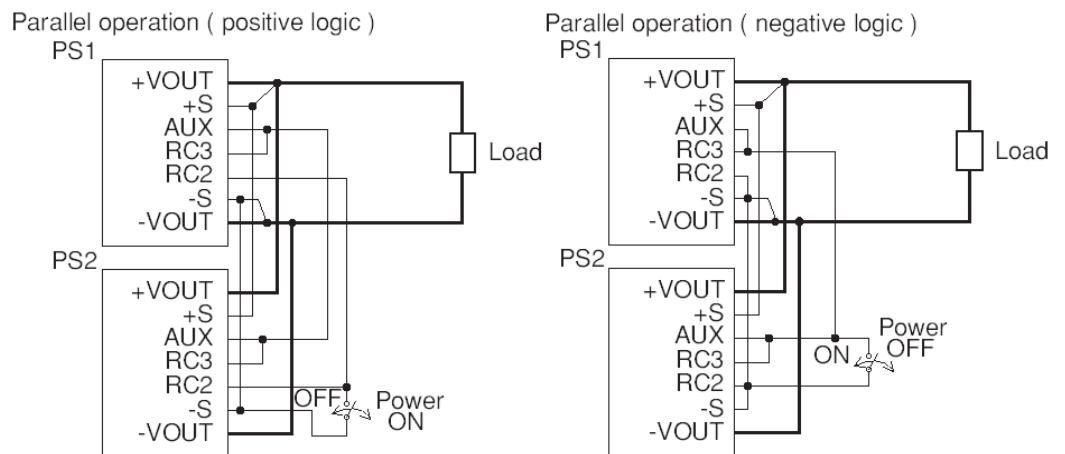 Parallel operation ( positive logic )
PS1
+VOUT
+S
AUX
RC3
RC2
-S
-VOUT
Load
PS2
+VOUT
+S
AUX
RC3
RC2
-S
-VOUT
OFF
Power
ON
Parallel operation ( negative logic )
PS1
+VOUT
+S
AUX
RC3
RC2
-S
-VOUT
Load
PS2
+VOUT
+S
AUX
RC3
RC2
-S
-VOUT
ON
Power
OFF